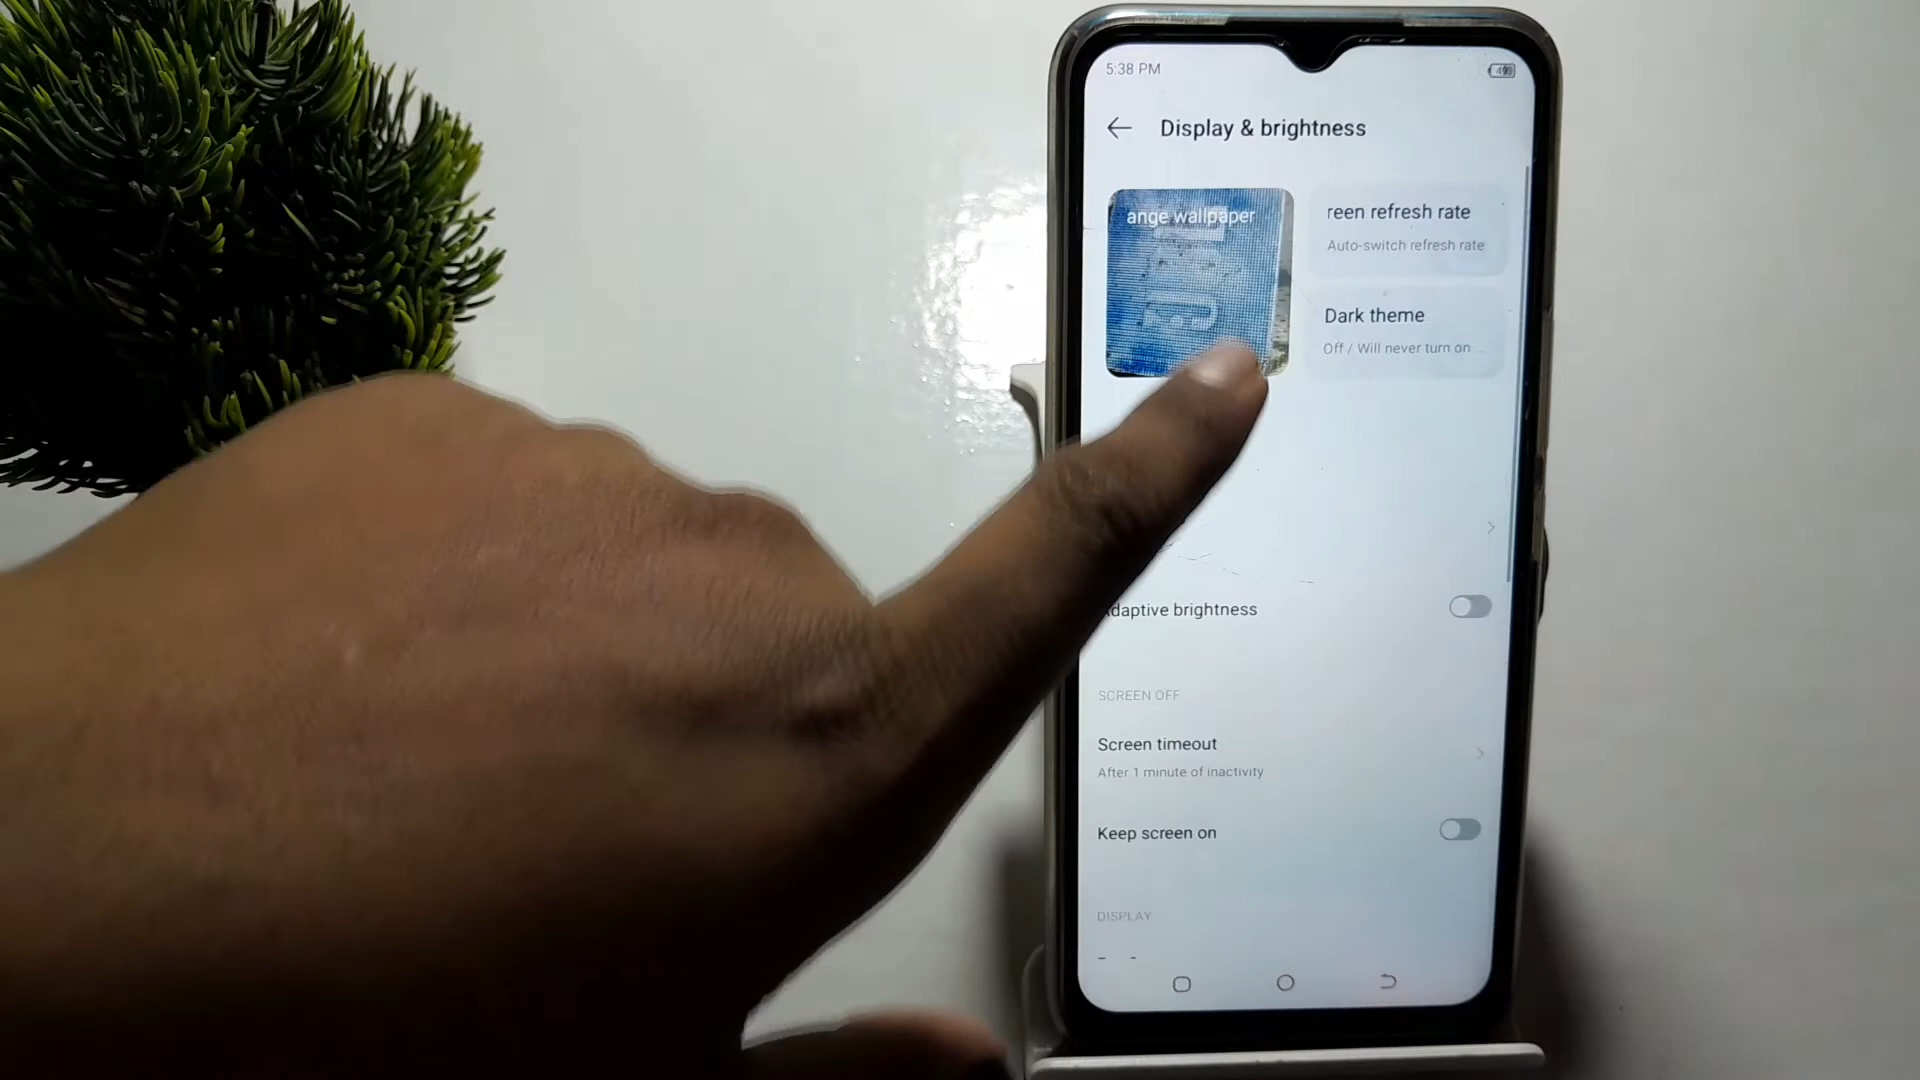 5:38 PM
Display & brightness
ange wallpaper
reen refresh rate
Auto-switch refresh rate
Dark theme
Off / Will never turn on
daptive brightness
SCREEN OFF
Screen timeout
After 1 minute of inactivity
Keep screen on
DISPLAY